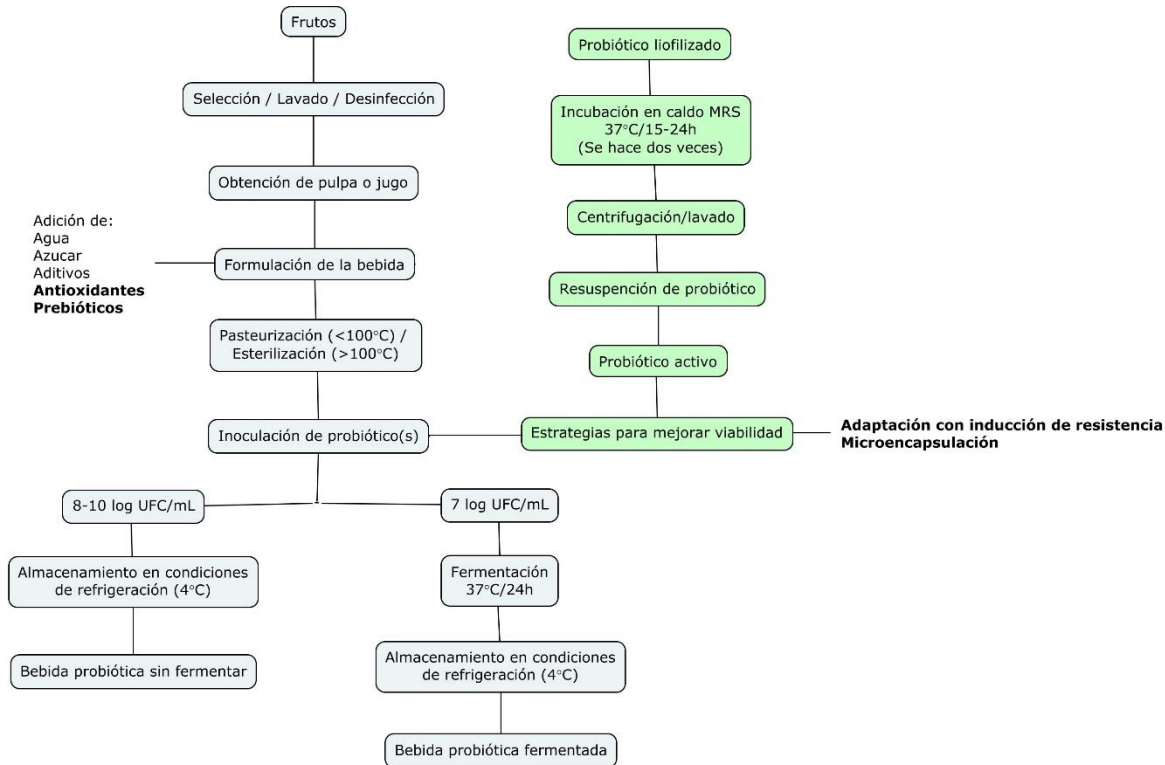 Frutos
Selección / Lavado / Desinfección
Obtención de pulpa o jugo
Adición de:
Agua
Azucar
Aditivos
Antioxidantes
Prebióticos
Formulación de la bebida
Pasteurización (<100°C) /
Esterilización (>100°C)
Inoculación de probiótico(s)
Probiótico liofilizado
Incubación en caldo MRS
37°C/15-24h
(Se hace dos veces)
Centrifugación/lavado
Resuspención de probiótico
Probiótico activo
Estrategias para mejorar viabilidad
Adaptación con inducción de resistencia
Microencapsulación
8-10 log UFC/mL
Almacenamiento en condiciones
de refrigeración (4°C)
Bebida probiótica sin fermentar
7 log UFC/mL
Fermentación
37°C/24h
Almacenamiento en condiciones
de refrigeración (4°C)
Bebida probiótica fermentada